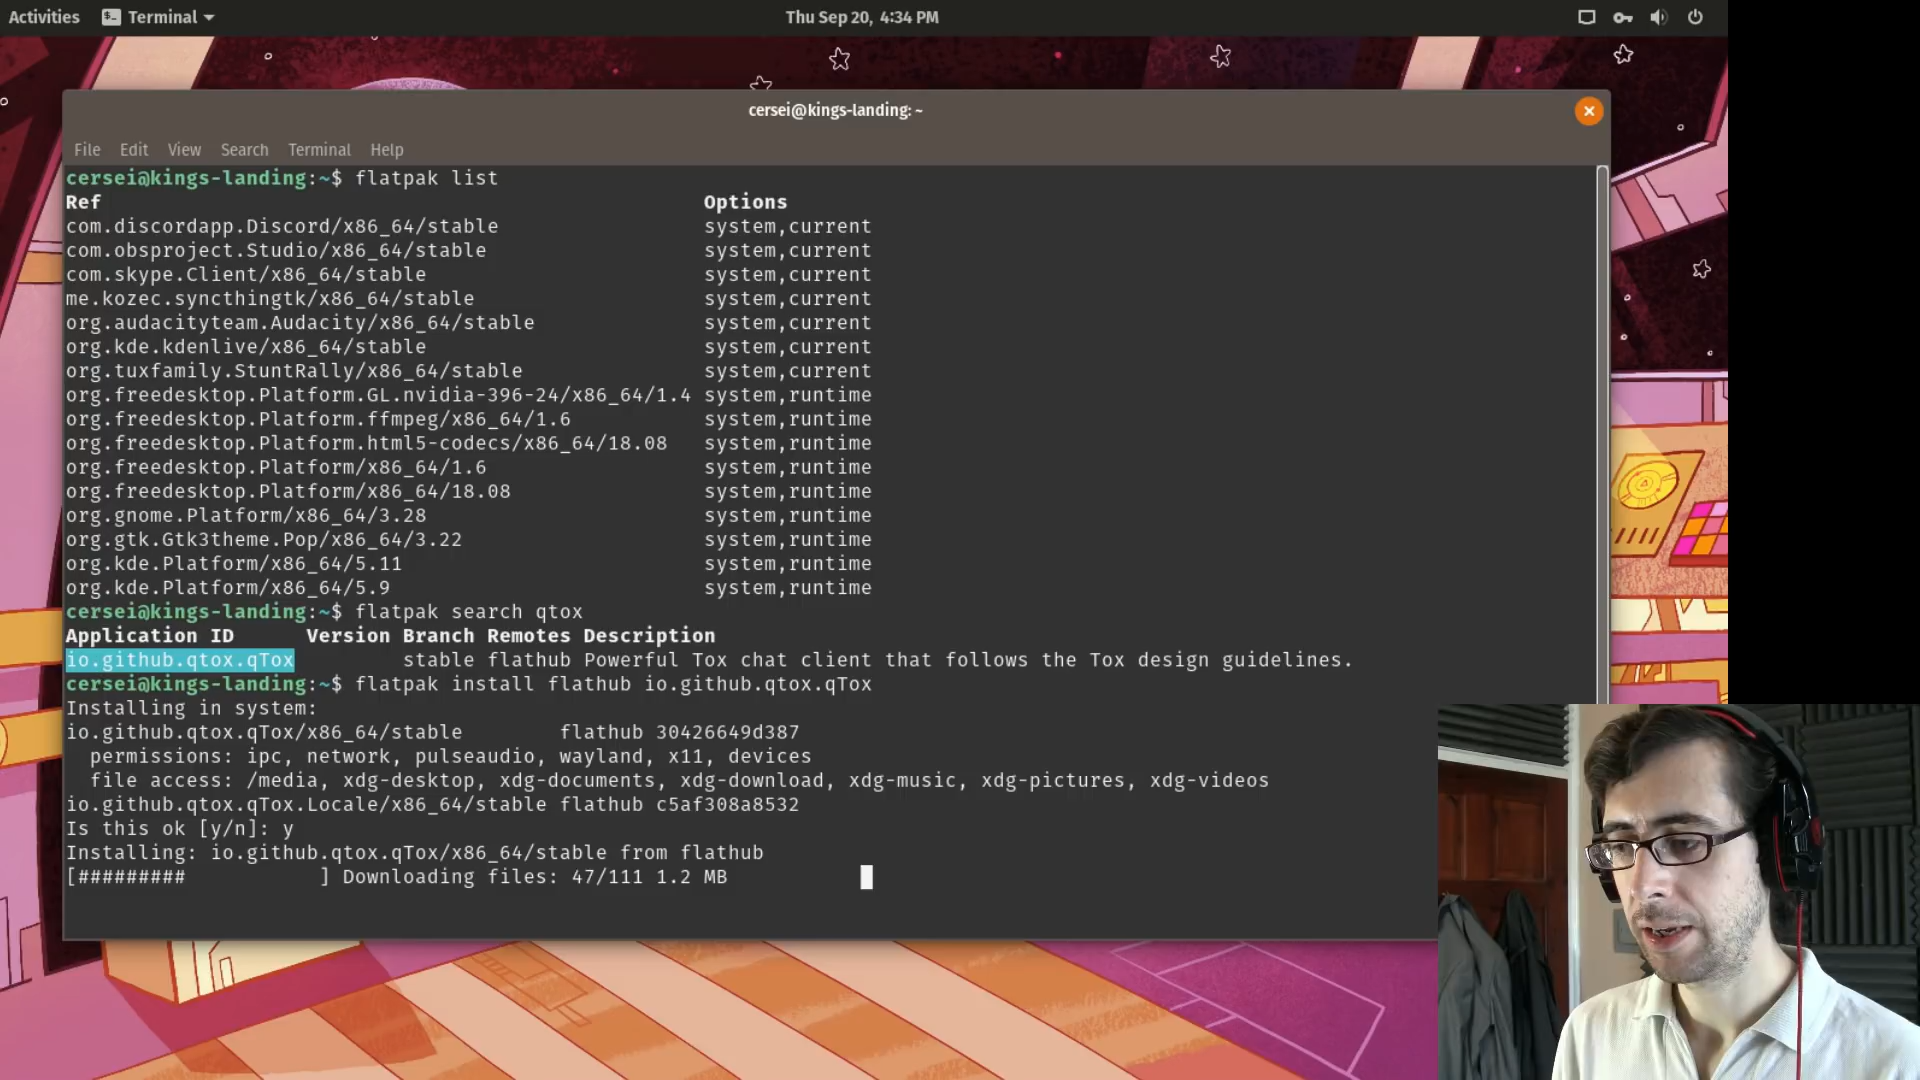 Activities Terminal Thu Sep 20, 4:34 PM
cersei@kings-landing: ~
File Edit View Search Terminal Help
cersei@kings-landing:~$ flatpak list
Ref Options
com.discordapp.Discord/x86_64/stable system,current
com.obsproject.Studio/x86_64/stable system,current
com.skype.Client/x86_64/stable system,current
me.kozec.syncthingtk/x86_64/stable system,current
org.audacityteam.Audacity/x86_64/stable system,current
org.kde.kdenlive/x86_64/stable system,current
org.tuxfamily.StuntRally/x86_64/stable system,current
org.freedesktop.Platform.GL.nvidia-396-24/x86_64/1.4 system,runtime
org.freedesktop.Platform.ffmpeg/x86_64/1.6 system,runtime
org.freedesktop.Platform.html5-codecs/x86_64/18.08 system,runtime
org.freedesktop.Platform/x86_64/1.6 system,runtime
org.freedesktop.Platform/x86_64/18.08 system,runtime
org.gnome.Platform/x86_64/3.28 system,runtime
org.gtk.Gtk3theme.Pop/x86_64/3.22 system,runtime
org.kde.Platform/x86_64/5.11 system,runtime
org.kde.Platform/x86_64/5.9 system,runtime
cersei@kings-landing:~$ flatpak search qtox
Application ID Version Branch Remotes Description
io.github.qtox.qTox stable flathub Powerful Tox chat client that follows the Tox design guidelines.
cersei@kings-landing:~$ flatpak install flathub io.github.qtox.qTox
Installing in system:
io.github.qtox.qTox/x86_64/stable flathub 30426649d387
permissions: ipc, network, pulseaudio, wayland, x11, devices
file access: /media, xdg-desktop, xdg-documents, xdg-download, xdg-music, xdg-pictures, xdg-videos
io.github.qtox.qTox.Locale/x86_64/stable flathub c5af308a8532
Is this ok [y/n]: y
Installing: io.github.qtox.qTox/x86_64/stable from flathub
[######### ] Downloading files: 47/111 1.2 MB